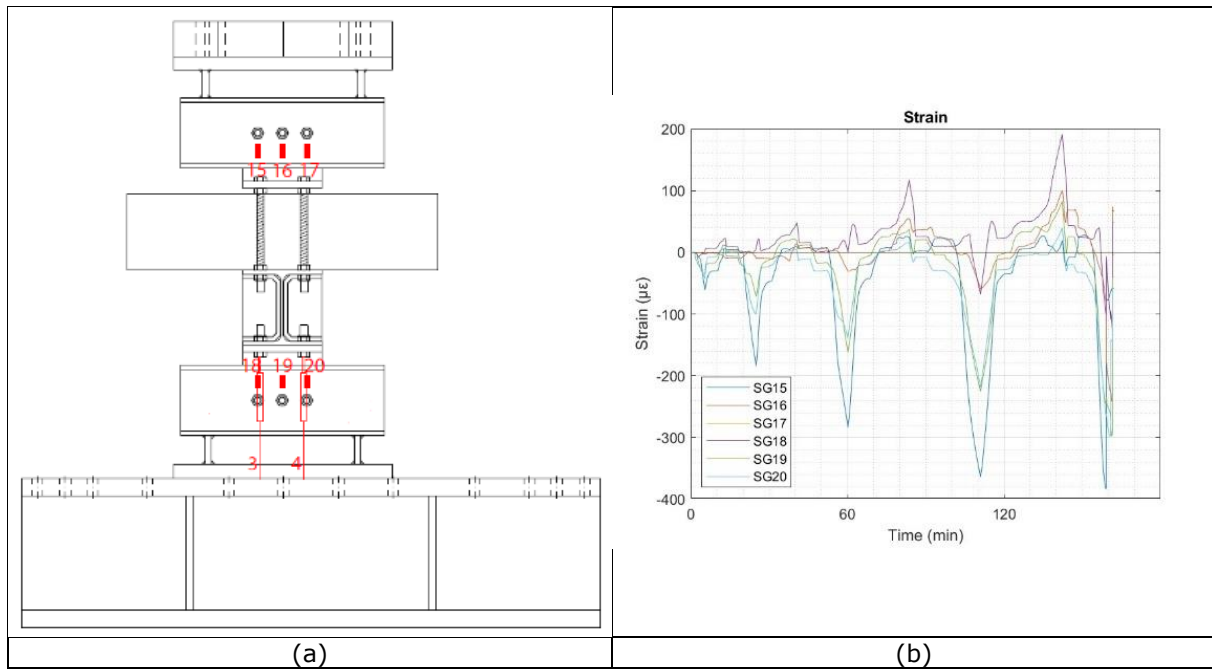 15 16 17
18 19 20
3 4
(a)
Strain
200
100
0
-100
-200
-300
-400
Strain (με)
SG15
SG16
SG17
SG18
SG19
SG20
0 60 120
Time (min)
(b)